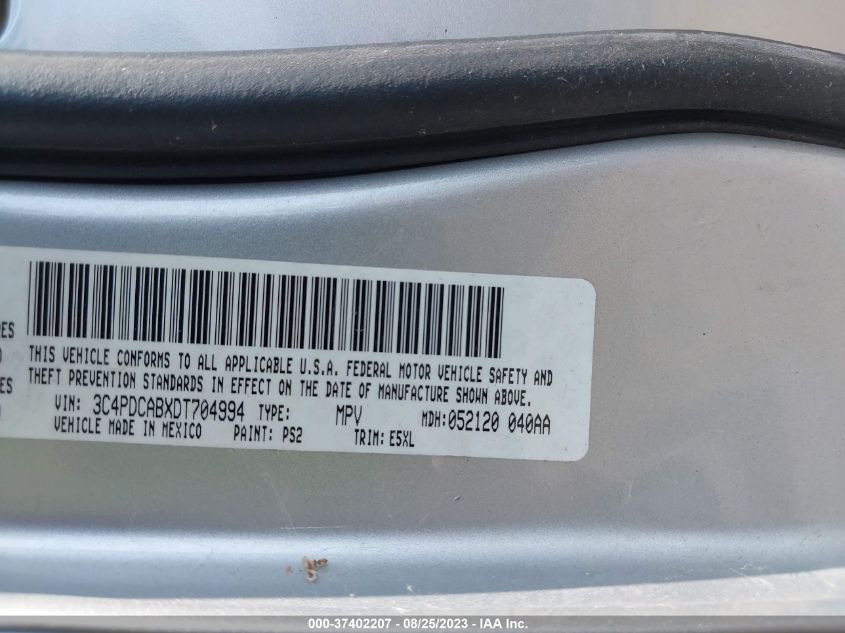 RES
THIS VEHICLE CONFORMS TO ALL APPLICABLE U.S.A. FEDERAL MOTOR VEHICLE SAFETY AND
THEFT PREVENTION STANDARDS IN EFFECT ON THE DATE OF MANUFACTURE SHOWN ABOVE.
ES
VIN: 3C4PDCABXDT704994 TYPE: MPV MDH:052120 040AA
VEHICLE MADE IN MEXICO PAINT: PS2 TRIM: E5XL
000-37402207 - 08/25/2023 - IAA Inc.